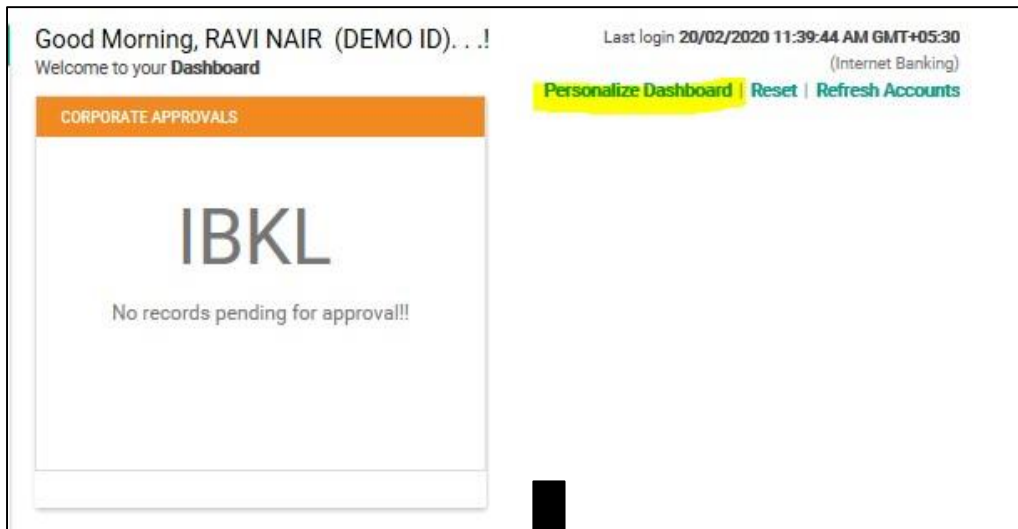 Good Morning, RAVI NAIR (DEMO ID). . .!
Welcome to your Dashboard
Last login 20/02/2020 11:39:44 AM GMT+05:30
(Internet Banking)
Personalize Dashboard | Reset | Refresh Accounts
CORPORATE APPROVALS
IBKL
No records pending for approval!!